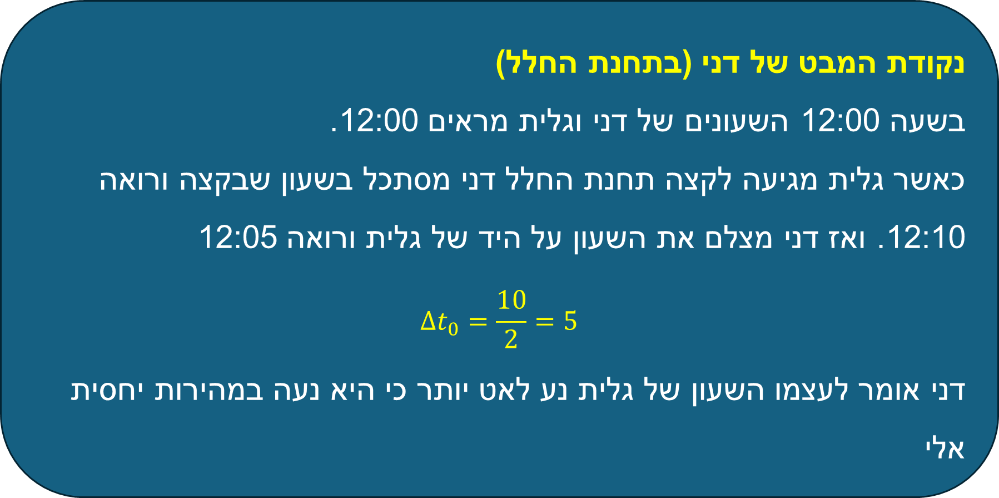 נקודת המבט של דני (בתחנת החלל)
בשעה 12:00 השעונים של דני וגלית מראים 12:00.
כאשר גלית מגיעה לקצה תחנת החלל דני מסתכל בשעון שבקצה ורואה
12:10. ואז דני מצלם את השעון על היד של גלית ורואה 12:05
Δt₀ = 10/2 = 5
דני אומר לעצמו השעון של גלית נע לאט יותר כי היא נעה במהירות יחסית
אלי